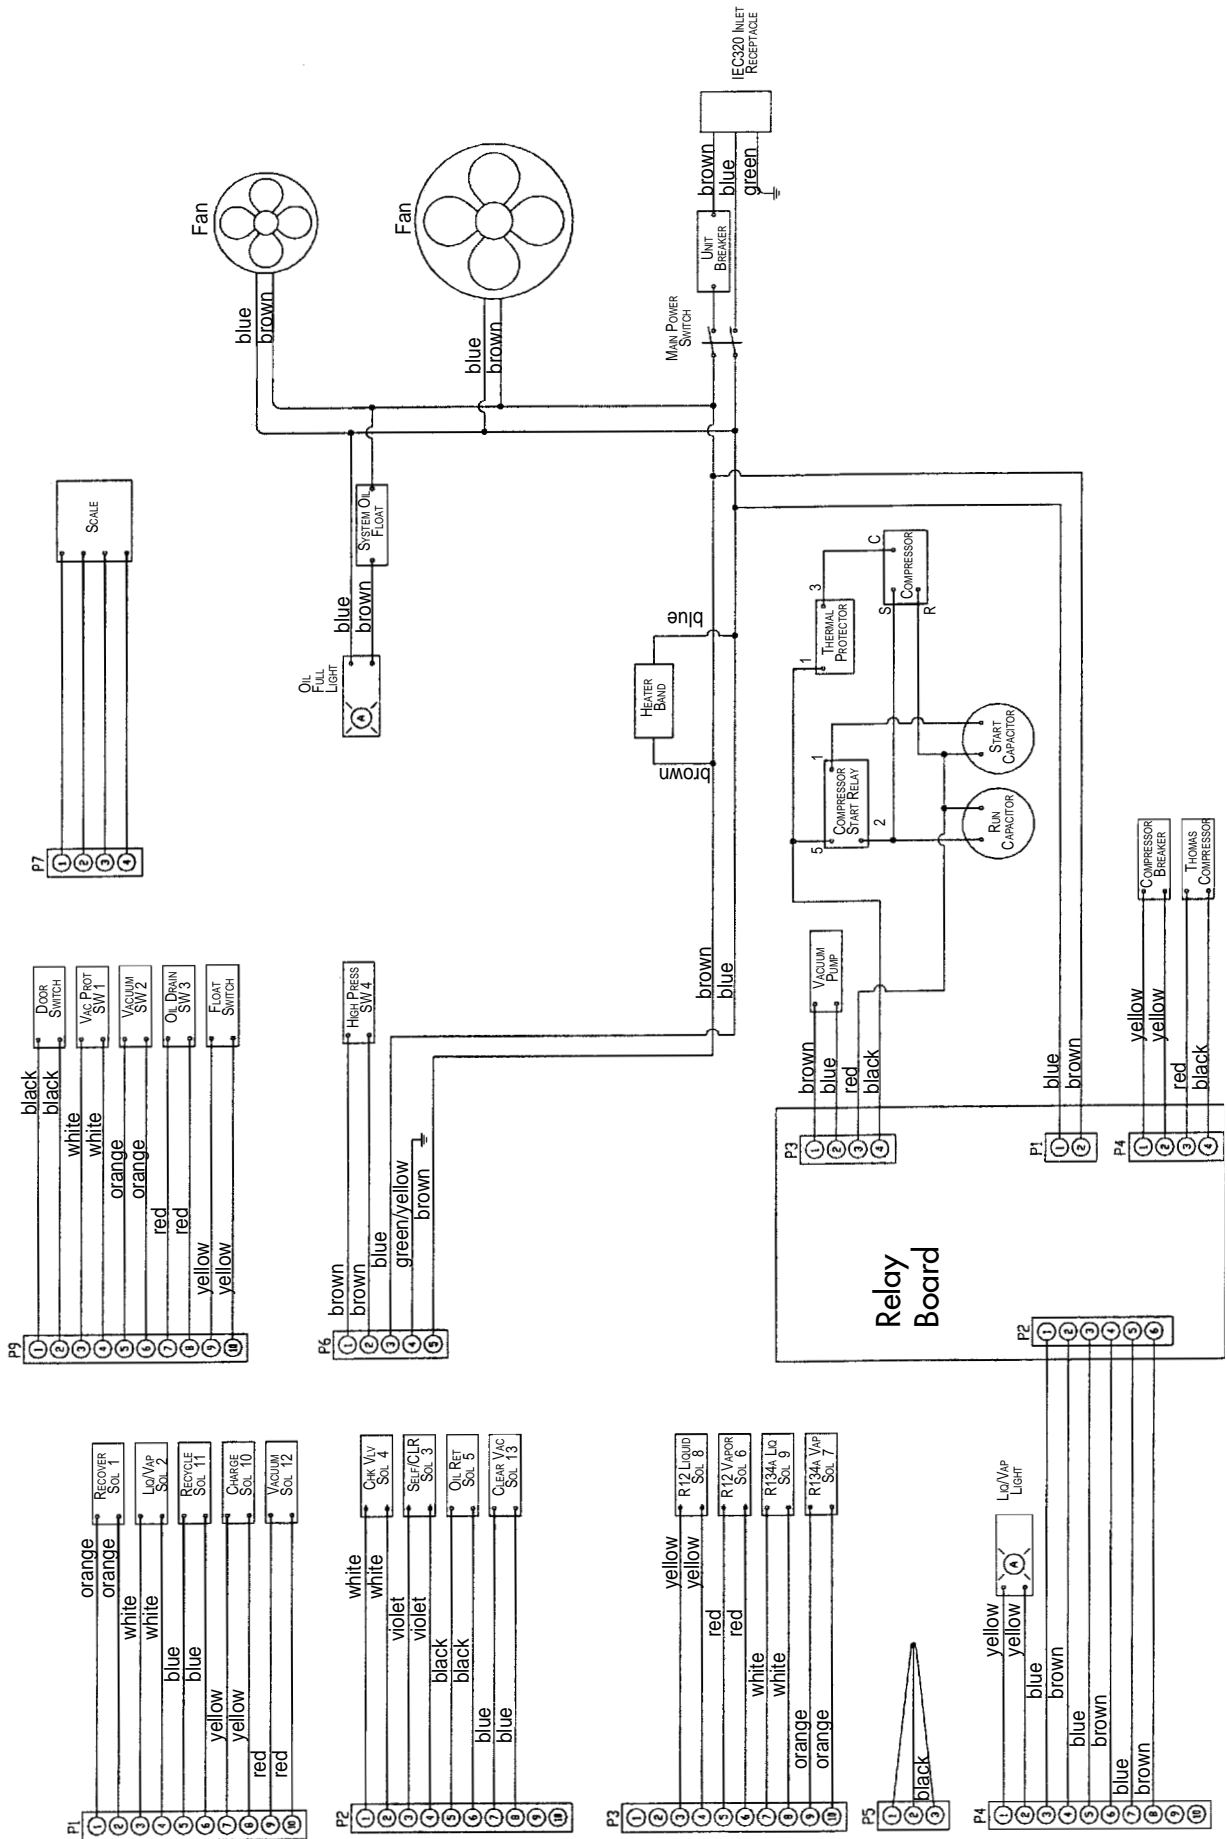 P7
1
2
3
4
SCALE
Fan
blue
brown
Fan
blue
brown
IEC320 INLET
RECEPTACLE
brown
blue
green
UNIT
BREAKER
MAIN POWER
SWITCH
SYSTEM OIL
FLOAT
blue
brown
OIL
FULL
LIGHT
A
HEATER
BAND
blue
brown
P9
1
2
3
4
5
6
7
8
9
10
black
black
white
white
orange
orange
red
red
yellow
yellow
DOOR
SWITCH
VAC PROT
SW 1
VACUUM
SW 2
OIL DRAIN
SW 3
FLOAT
SWITCH
P6
1
2
3
4
5
brown
brown
blue
green/yellow
brown
HIGH PRESS
SW 4
brown
blue
THERMAL
PROTECTOR
1
3
COMPRESSOR
C
S
R
COMPRESSOR
START RELAY
5
1
2
START
CAPACITOR
RUN
CAPACITOR
VACUUM
PUMP
brown
blue
red
black
P3
1
2
3
4
blue
brown
P1
1
2
P4
1
2
3
4
yellow
yellow
red
black
COMPRESSOR
BREAKER
THOMAS
COMPRESSOR
Relay
Board
P2
1
2
3
4
5
6
P1
1
2
3
4
5
6
7
8
9
10
orange
orange
white
white
blue
blue
yellow
yellow
red
red
RECOVER
SOL 1
LIQ/VAP
SOL 2
RECYCLE
SOL 11
CHARGE
SOL 10
VACUUM
SOL 12
P2
1
2
3
4
5
6
7
8
9
10
white
white
violet
violet
black
black
blue
blue
CHK VLV
SOL 4
SELF/CLR
SOL 3
OIL RET
SOL 5
CLEAR VAC
SOL 13
P3
1
2
3
4
5
6
7
8
9
10
yellow
yellow
red
red
white
white
orange
orange
R12 LIQUID
SOL 8
R12 VAPOR
SOL 6
R134A LIQ
SOL 9
R134A VAP
SOL 7
P5
1
2
3
black
P4
1
2
3
4
5
6
7
8
9
10
yellow
yellow
blue
brown
blue
brown
blue
brown
LIQ/VAP
LIGHT
A